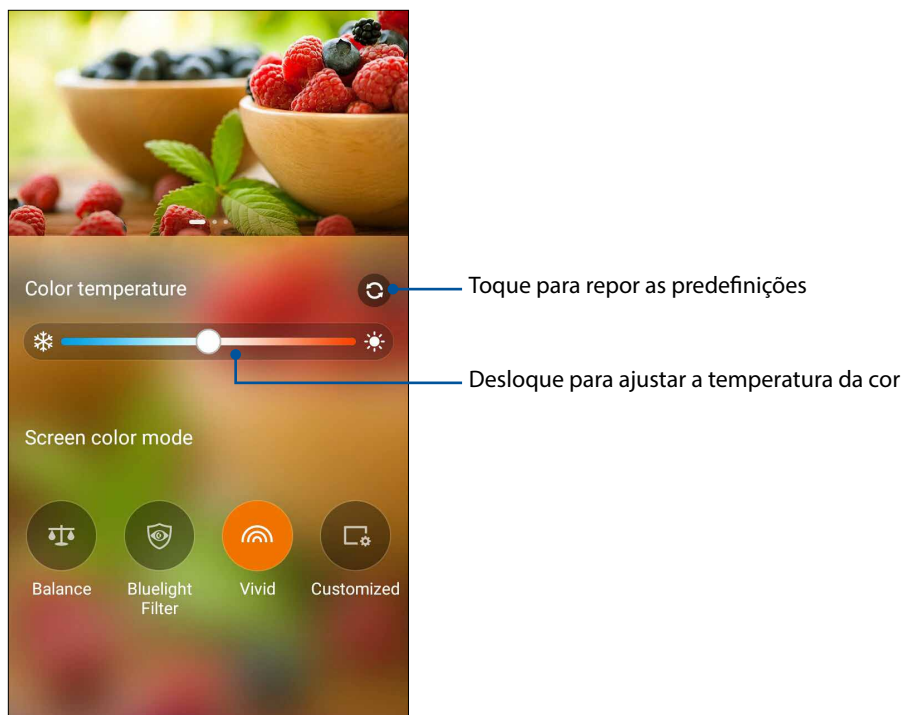 Color temperature
Toque para repor as predefinições
Desloque para ajustar a temperatura da cor
Screen color mode
Balance
Bluelight
Filter
Vivid
Customized